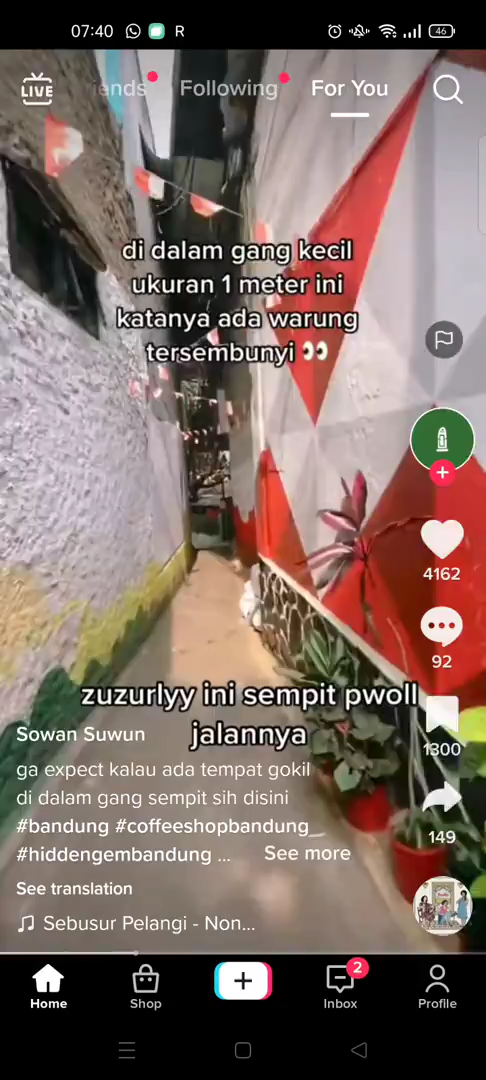 07:40
R
46
LIVE
iends
Following
For You
di dalam gang kecil
ukuran 1 meter ini
katanya ada warung
tersembunyi 👀
4162
92
zuzurlyy ini sempit pwoll
jalannya
1300
Sowan Suwun
ga expect kalau ada tempat gokil
di dalam gang sempit sih disini
#bandung #coffeeshopbandung
#hiddengembandung ... See more
149
See translation
Sebusur Pelangi - Non...
Home
Shop
2
Inbox
Profile